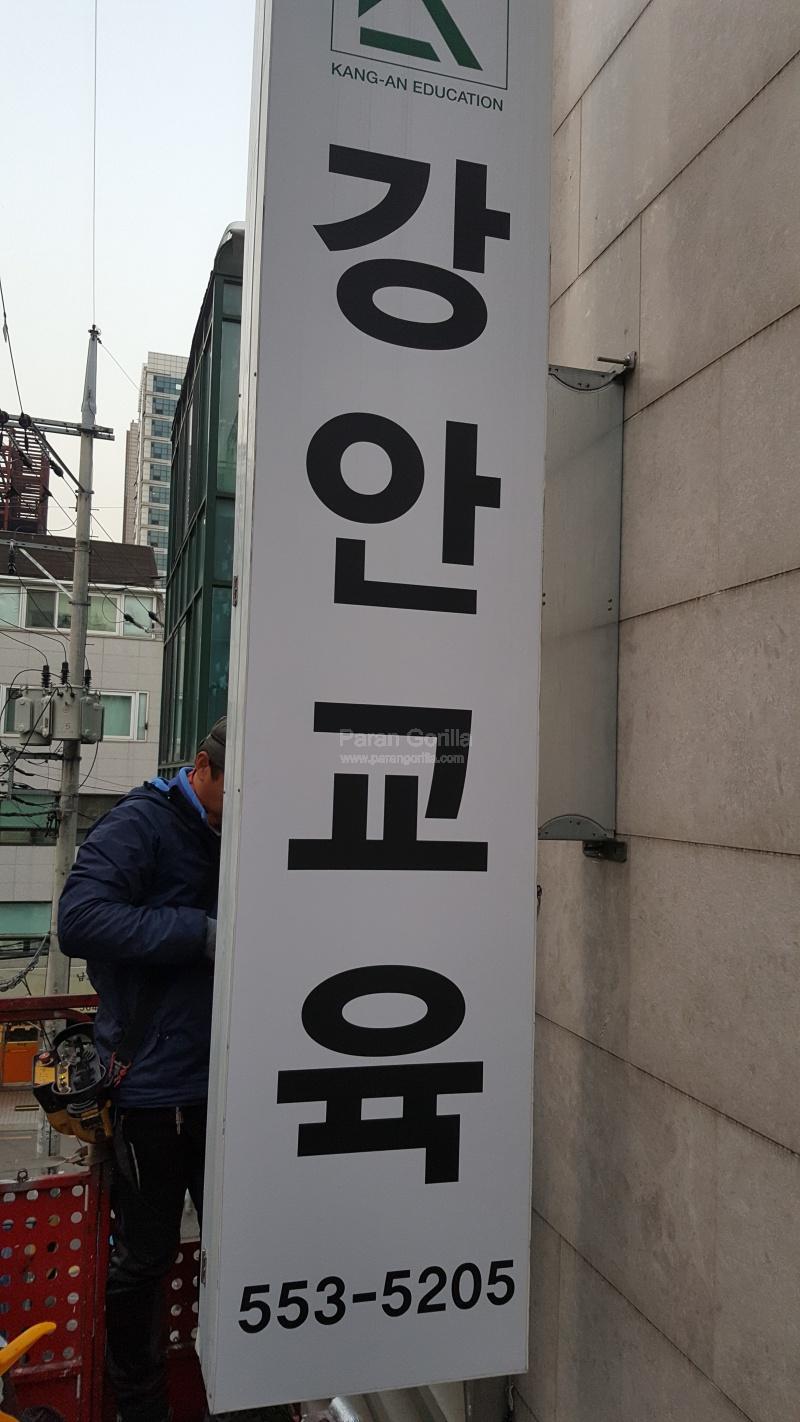 KANG-AN EDUCATION
강안교육
Paran Gorilla
www.parangorilla.com
553-5205